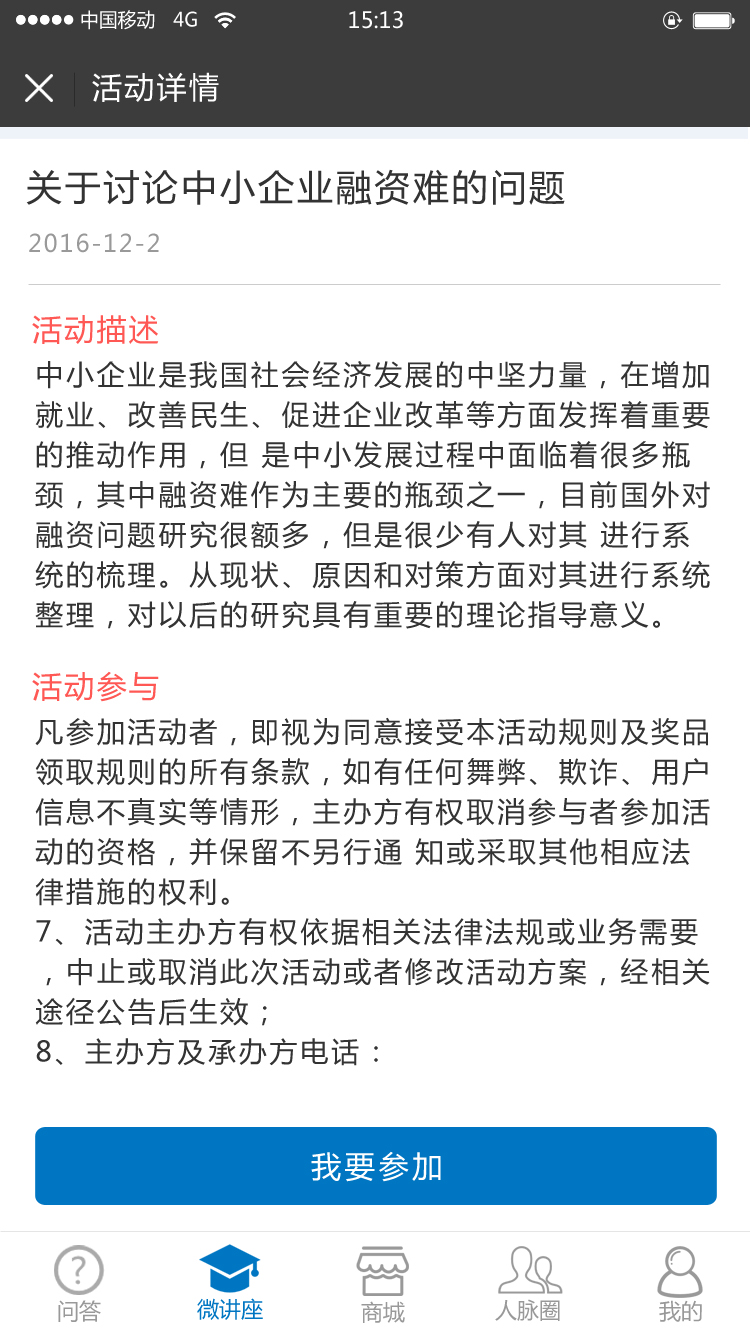 中国移动 4G 15:13
活动详情
关于讨论中小企业融资难的问题
2016-12-2
活动描述
中小企业是我国社会经济发展的中坚力量，在增加
就业、改善民生、促进企业改革等方面发挥着重要
的推动作用，但 是中小发展过程中面临着很多瓶
颈，其中融资难作为主要的瓶颈之一，目前国外对
融资问题研究很额多，但是很少有人对其 进行系
统的梳理。从现状、原因和对策方面对其进行系统
整理，对以后的研究具有重要的理论指导意义。
活动参与
凡参加活动者，即视为同意接受本活动规则及奖品
领取规则的所有条款，如有任何舞弊、欺诈、用户
信息不真实等情形，主办方有权取消参与者参加活
动的资格，并保留不另行通 知或采取其他相应法
律措施的权利。
7、活动主办方有权依据相关法律法规或业务需要
，中止或取消此次活动或者修改活动方案，经相关
途径公告后生效；
8、主办方及承办方电话：
我要参加
问答 微讲座 商城 人脉圈 我的